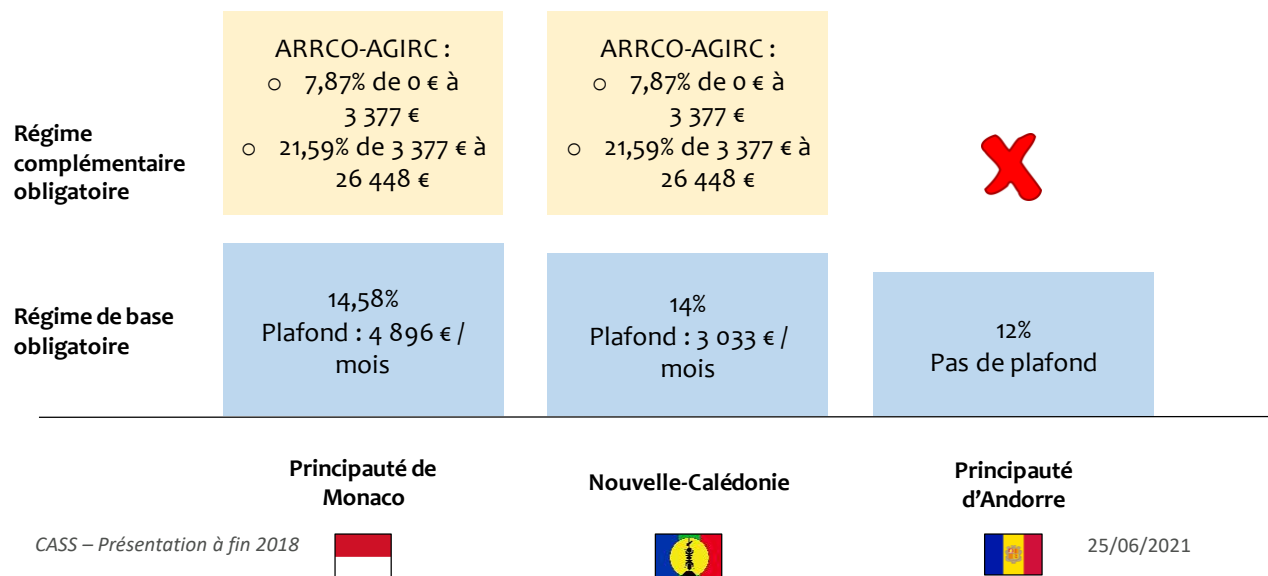 ARRCO-AGIRC :
o 7,87% de 0 € à
3 377 €
o 21,59% de 3 377 € à
26 448 €
ARRCO-AGIRC :
o 7,87% de 0 € à
3 377 €
o 21,59% de 3 377 € à
26 448 €
Régime
complémentaire
obligatoire
Régime de base
obligatoire
14,58%
Plafond : 4 896 € /
mois
14%
Plafond : 3 033 € /
mois
12%
Pas de plafond
Principauté de
Monaco
Nouvelle-Calédonie
Principauté
d’Andorre
CASS – Présentation à fin 2018
25/06/2021